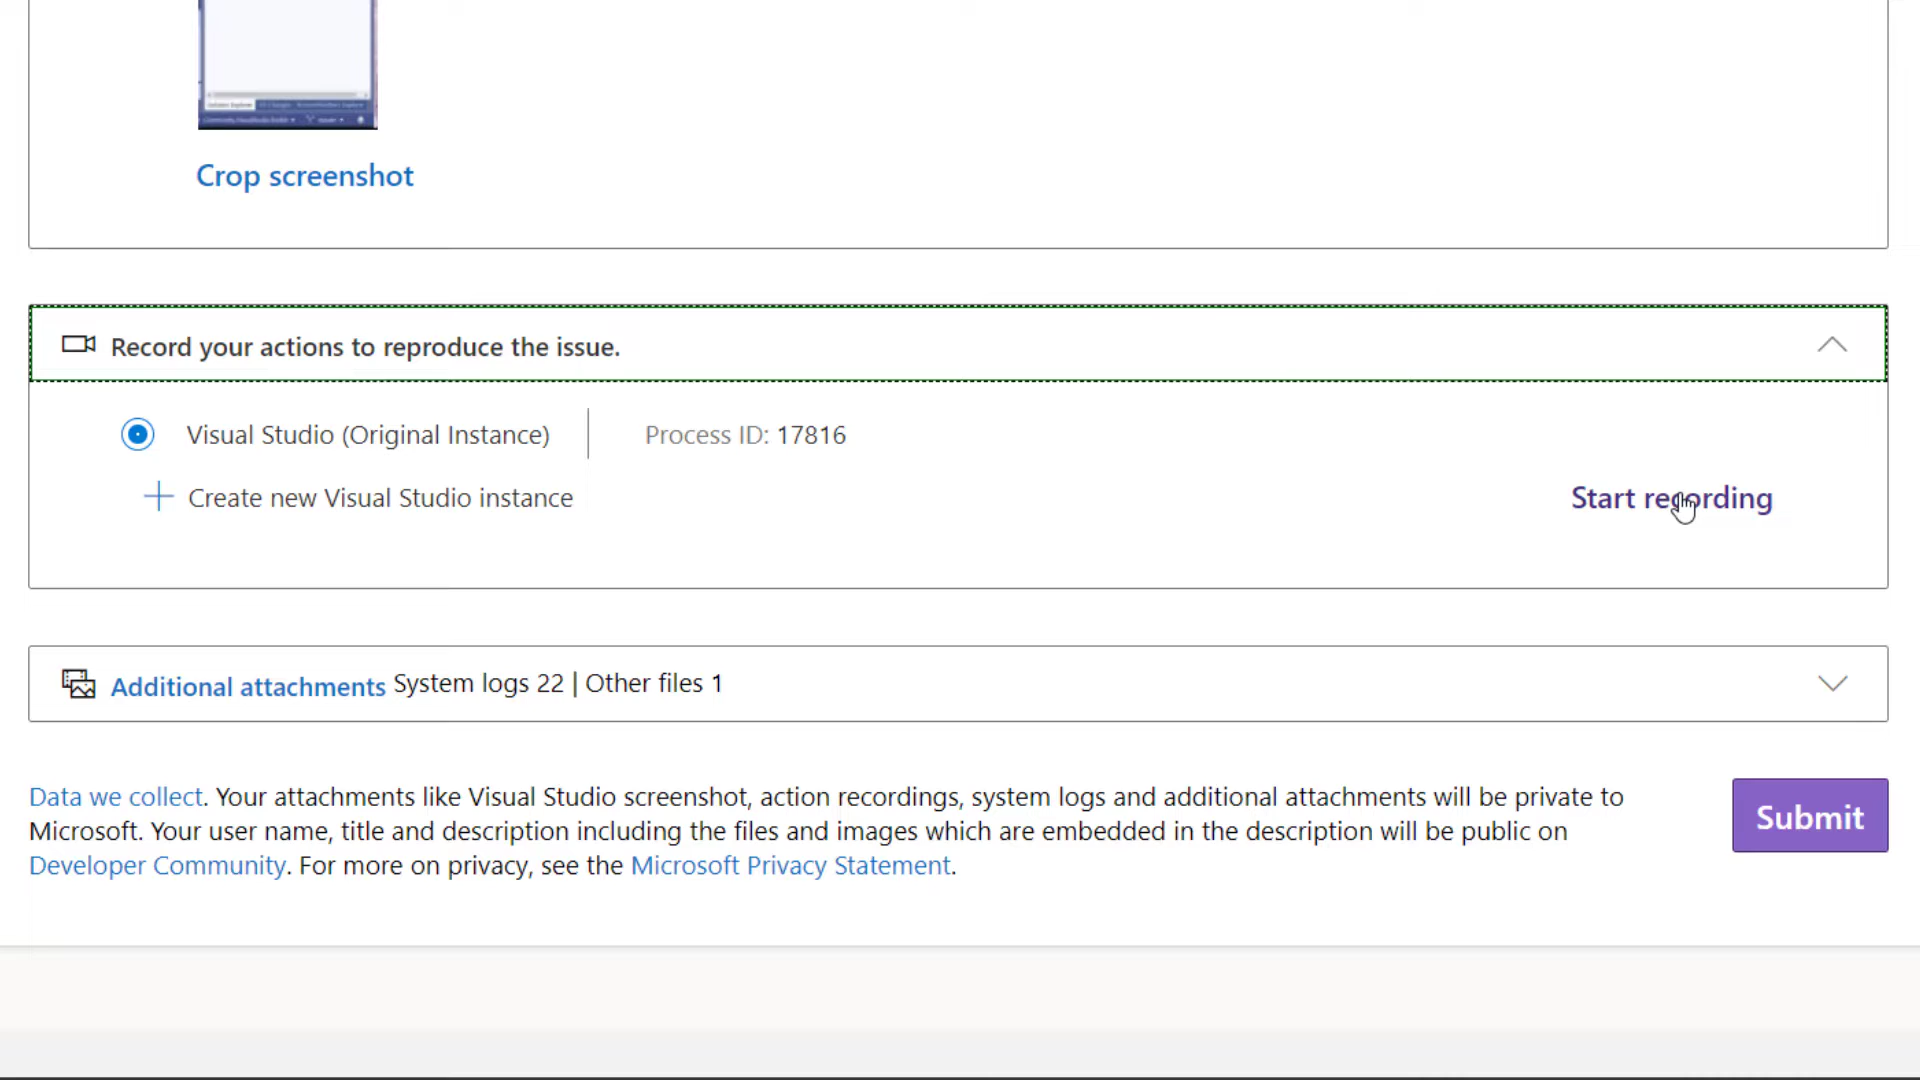 Crop screenshot
Record your actions to reproduce the issue.
Visual Studio (Original Instance)
Process ID: 17816
Create new Visual Studio instance
Start recording
Additional attachments System logs 22 | Other files 1
Data we collect. Your attachments like Visual Studio screenshot, action recordings, system logs and additional attachments will be private to
Microsoft. Your user name, title and description including the files and images which are embedded in the description will be public on
Developer Community. For more on privacy, see the Microsoft Privacy Statement.
Submit